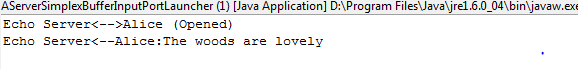 AServerSimplexBufferInputPortLauncher (1) [Java Application] D:\Program Files\Java\jre1.6.0_04\bin\javaw.exe
Echo Server<-->Alice (Opened)
Echo Server<--Alice:The woods are lovely